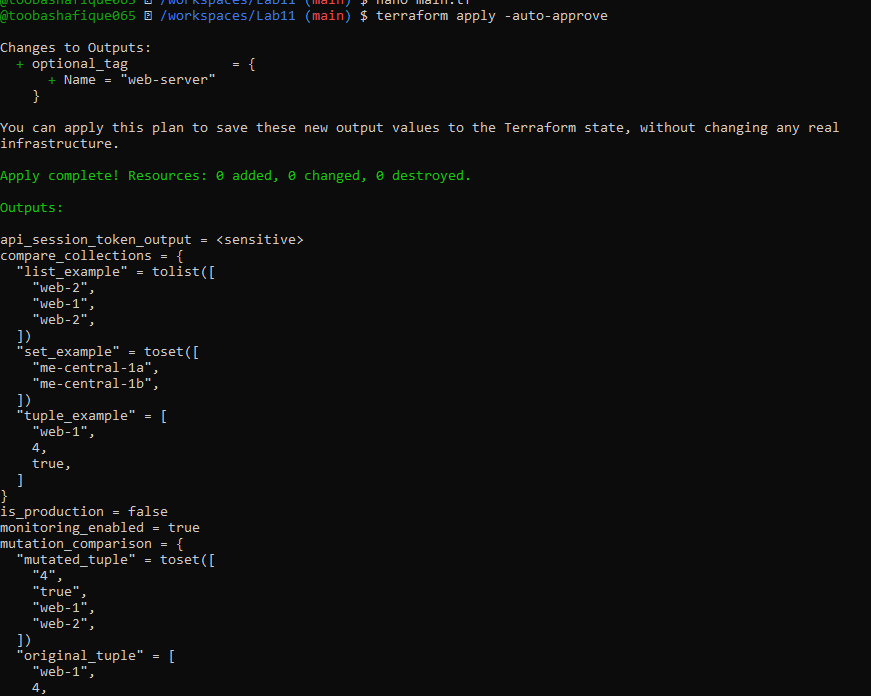 @toobashafique065 /workspaces/Lab11 (main) $ nano main.tf
@toobashafique065 /workspaces/Lab11 (main) $ terraform apply -auto-approve
Changes to Outputs:
+ optional_tag = {
+ Name = "web-server"
}
You can apply this plan to save these new output values to the Terraform state, without changing any real
infrastructure.
Apply complete! Resources: 0 added, 0 changed, 0 destroyed.
Outputs:
api_session_token_output = <sensitive>
compare_collections = {
"list_example" = tolist([
"web-2",
"web-1",
"web-2",
])
"set_example" = toset([
"me-central-1a",
"me-central-1b",
])
"tuple_example" = [
"web-1",
4,
true,
]
}
is_production = false
monitoring_enabled = true
mutation_comparison = {
"mutated_tuple" = toset([
"4",
"true",
"web-1",
"web-2",
])
"original_tuple" = [
"web-1",
4,